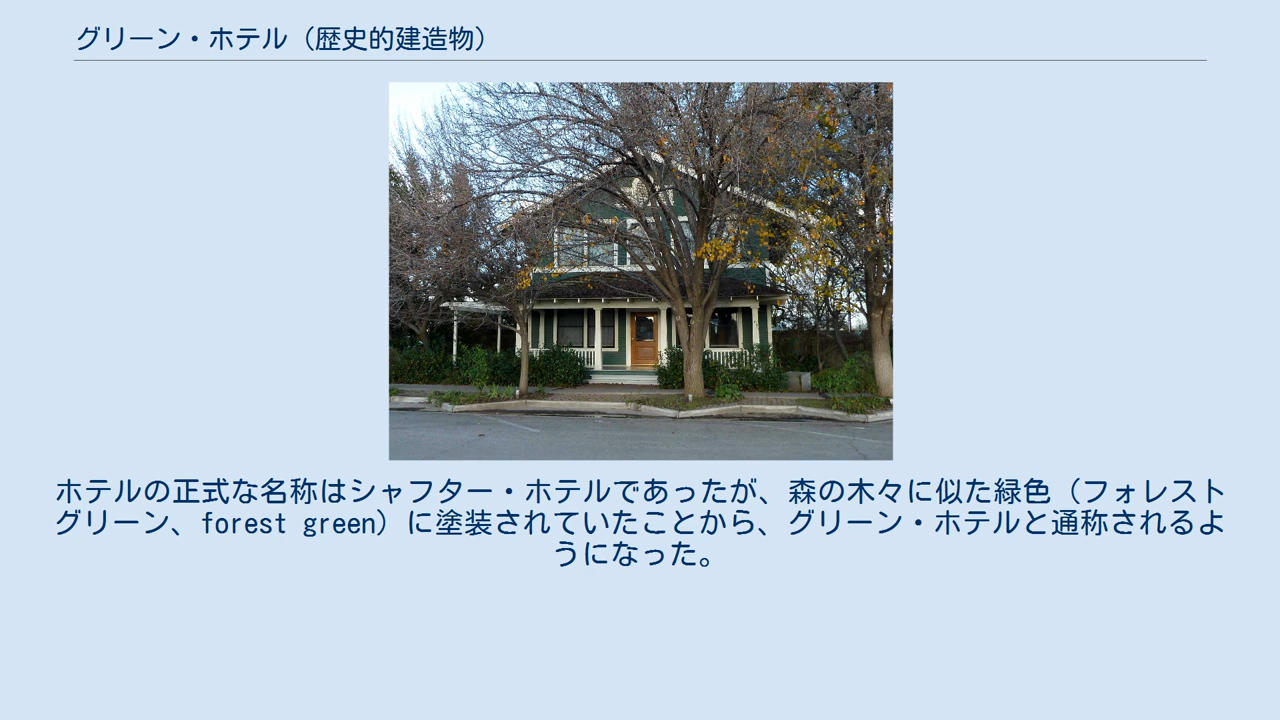 グリーン・ホテル（歴史的建造物）
ホテルの正式な名称はシャフター・ホテルであったが、森の木々に似た緑色（フォレスト
グリーン、forest green）に塗装されていたことから、グリーン・ホテルと通称されるよ
うになった。